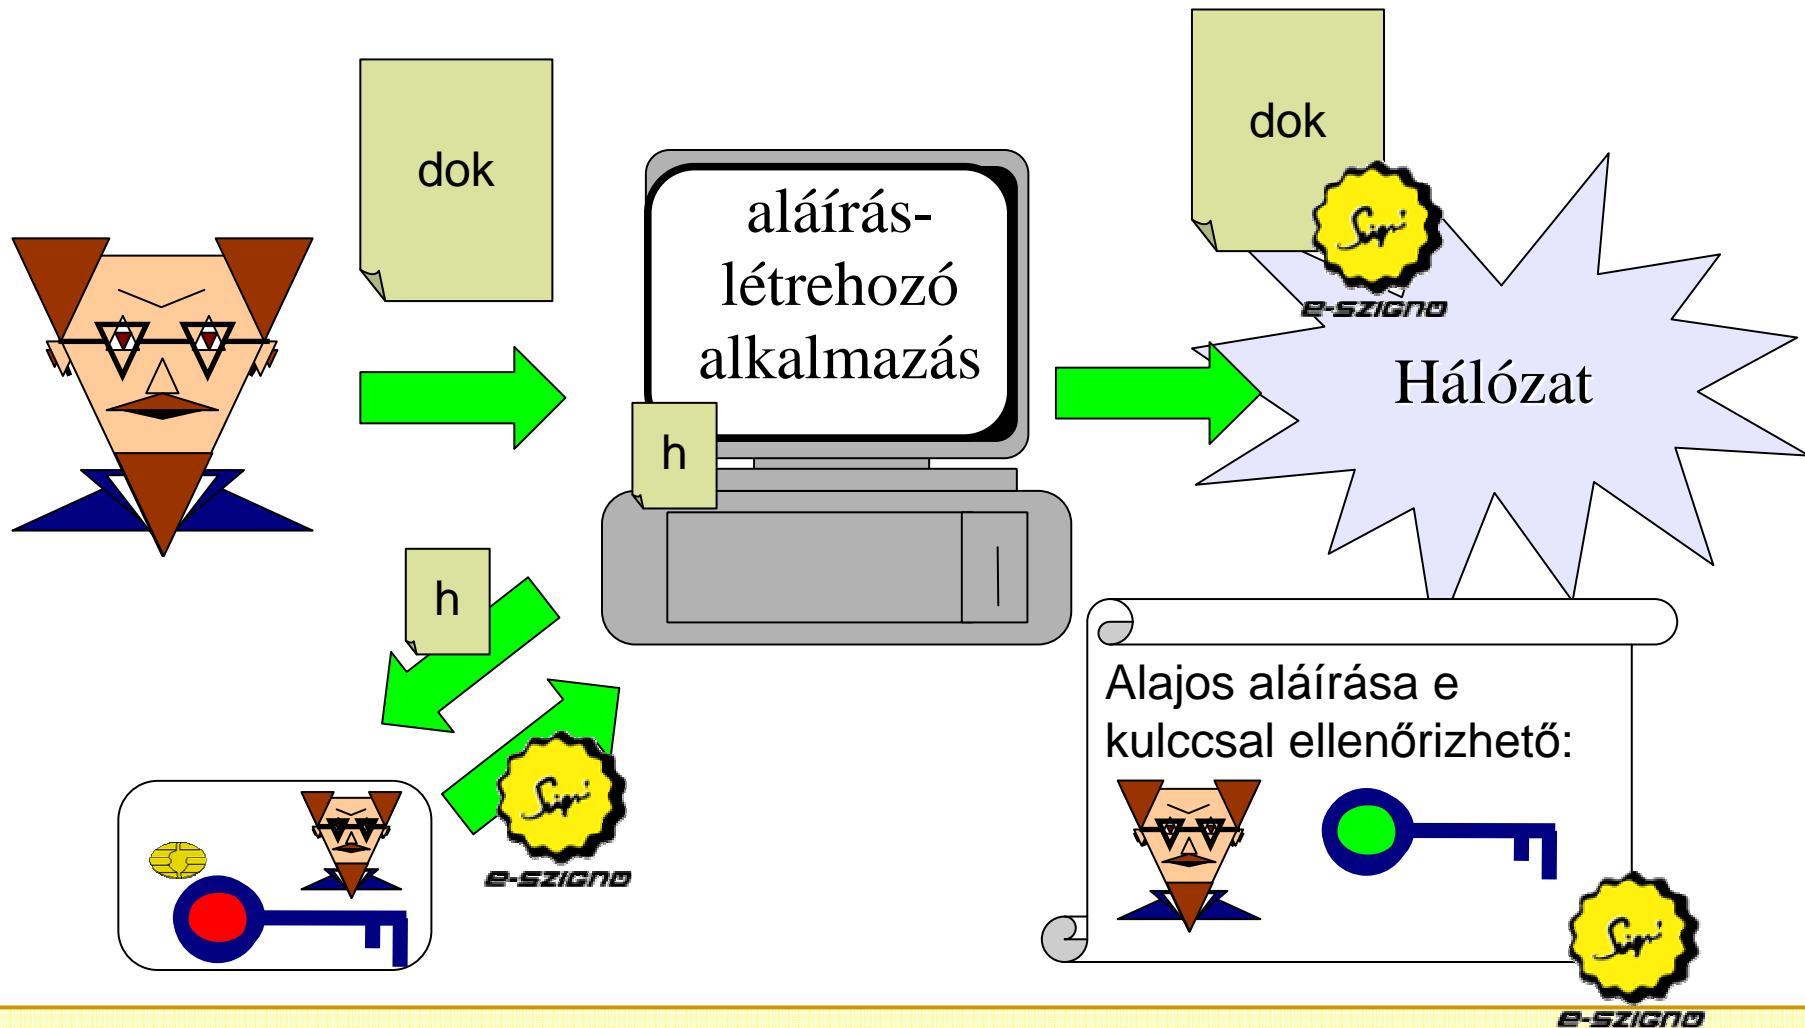 dok
dok
aláírás-
létrehozó
alkalmazás
e-szigno
Hálózat
h
h
Alajos aláírása e
kulccsal ellenőrizhető:
e-szigno
e-szigno